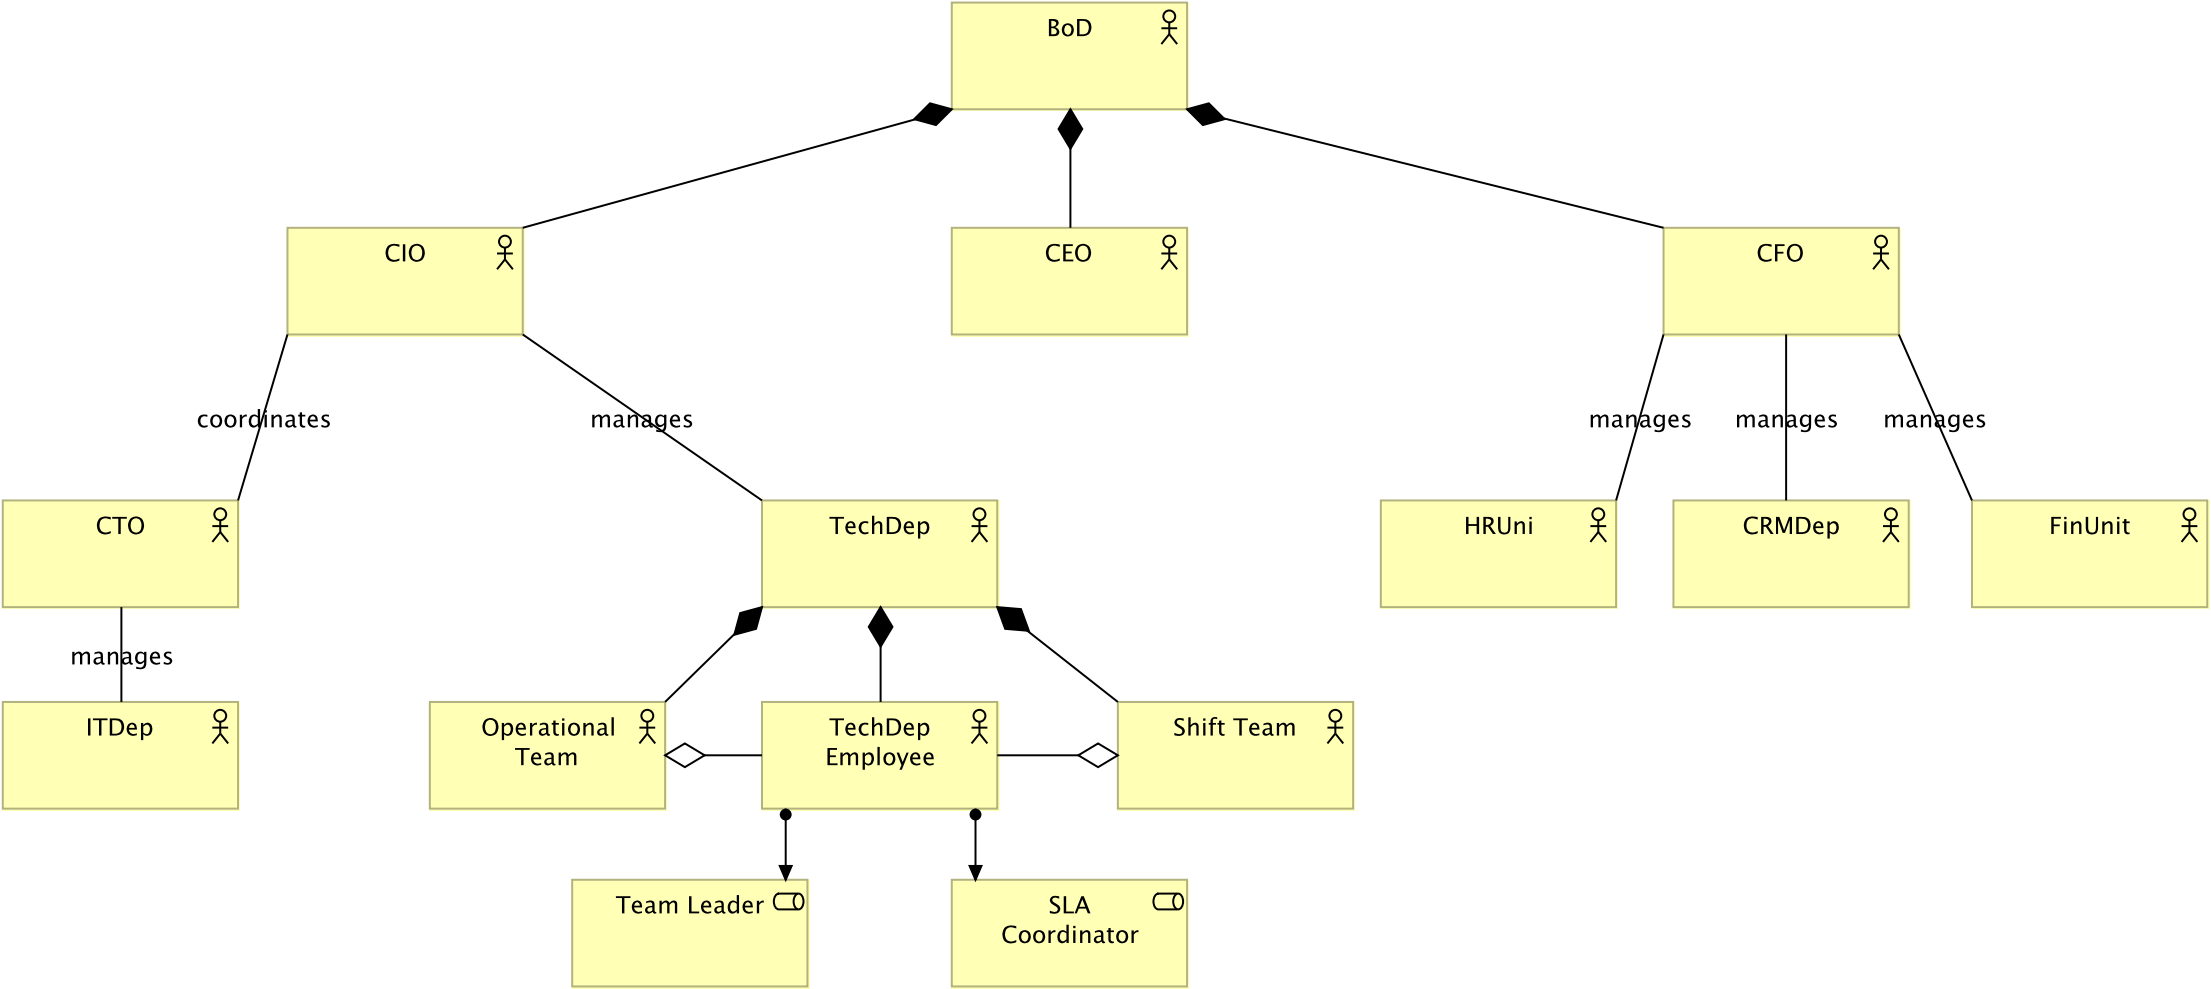 BoD
CIO
CEO
CFO
coordinates
manages
manages
manages
manages
CTO
TechDep
HRUni
CRMDep
FinUnit
manages
ITDep
Operational
Team
TechDep
Employee
Shift Team
Team Leader
SLA
Coordinator